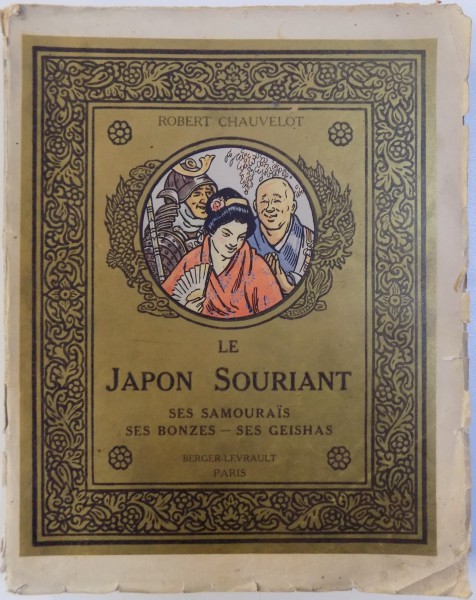 ROBERT CHAUVELOT
LE
JAPON SOURIANT
SES SAMOURAÏS
SES BONZES — SES GEISHAS
BERGER-LEVRAULT
PARIS